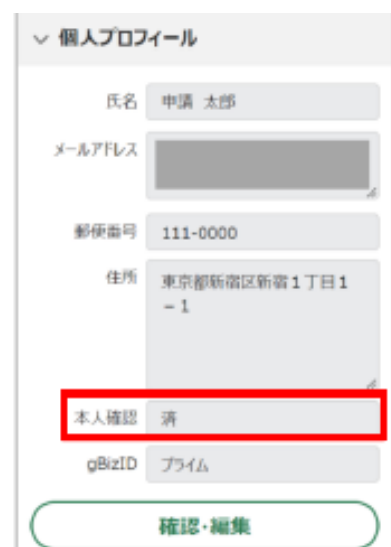 個人プロフィール
氏名 申請 太郎
メールアドレス
郵便番号 111-0000
住所 東京都新宿区新宿１丁目１
－１
本人確認 済
gBizID プライム
確認・編集